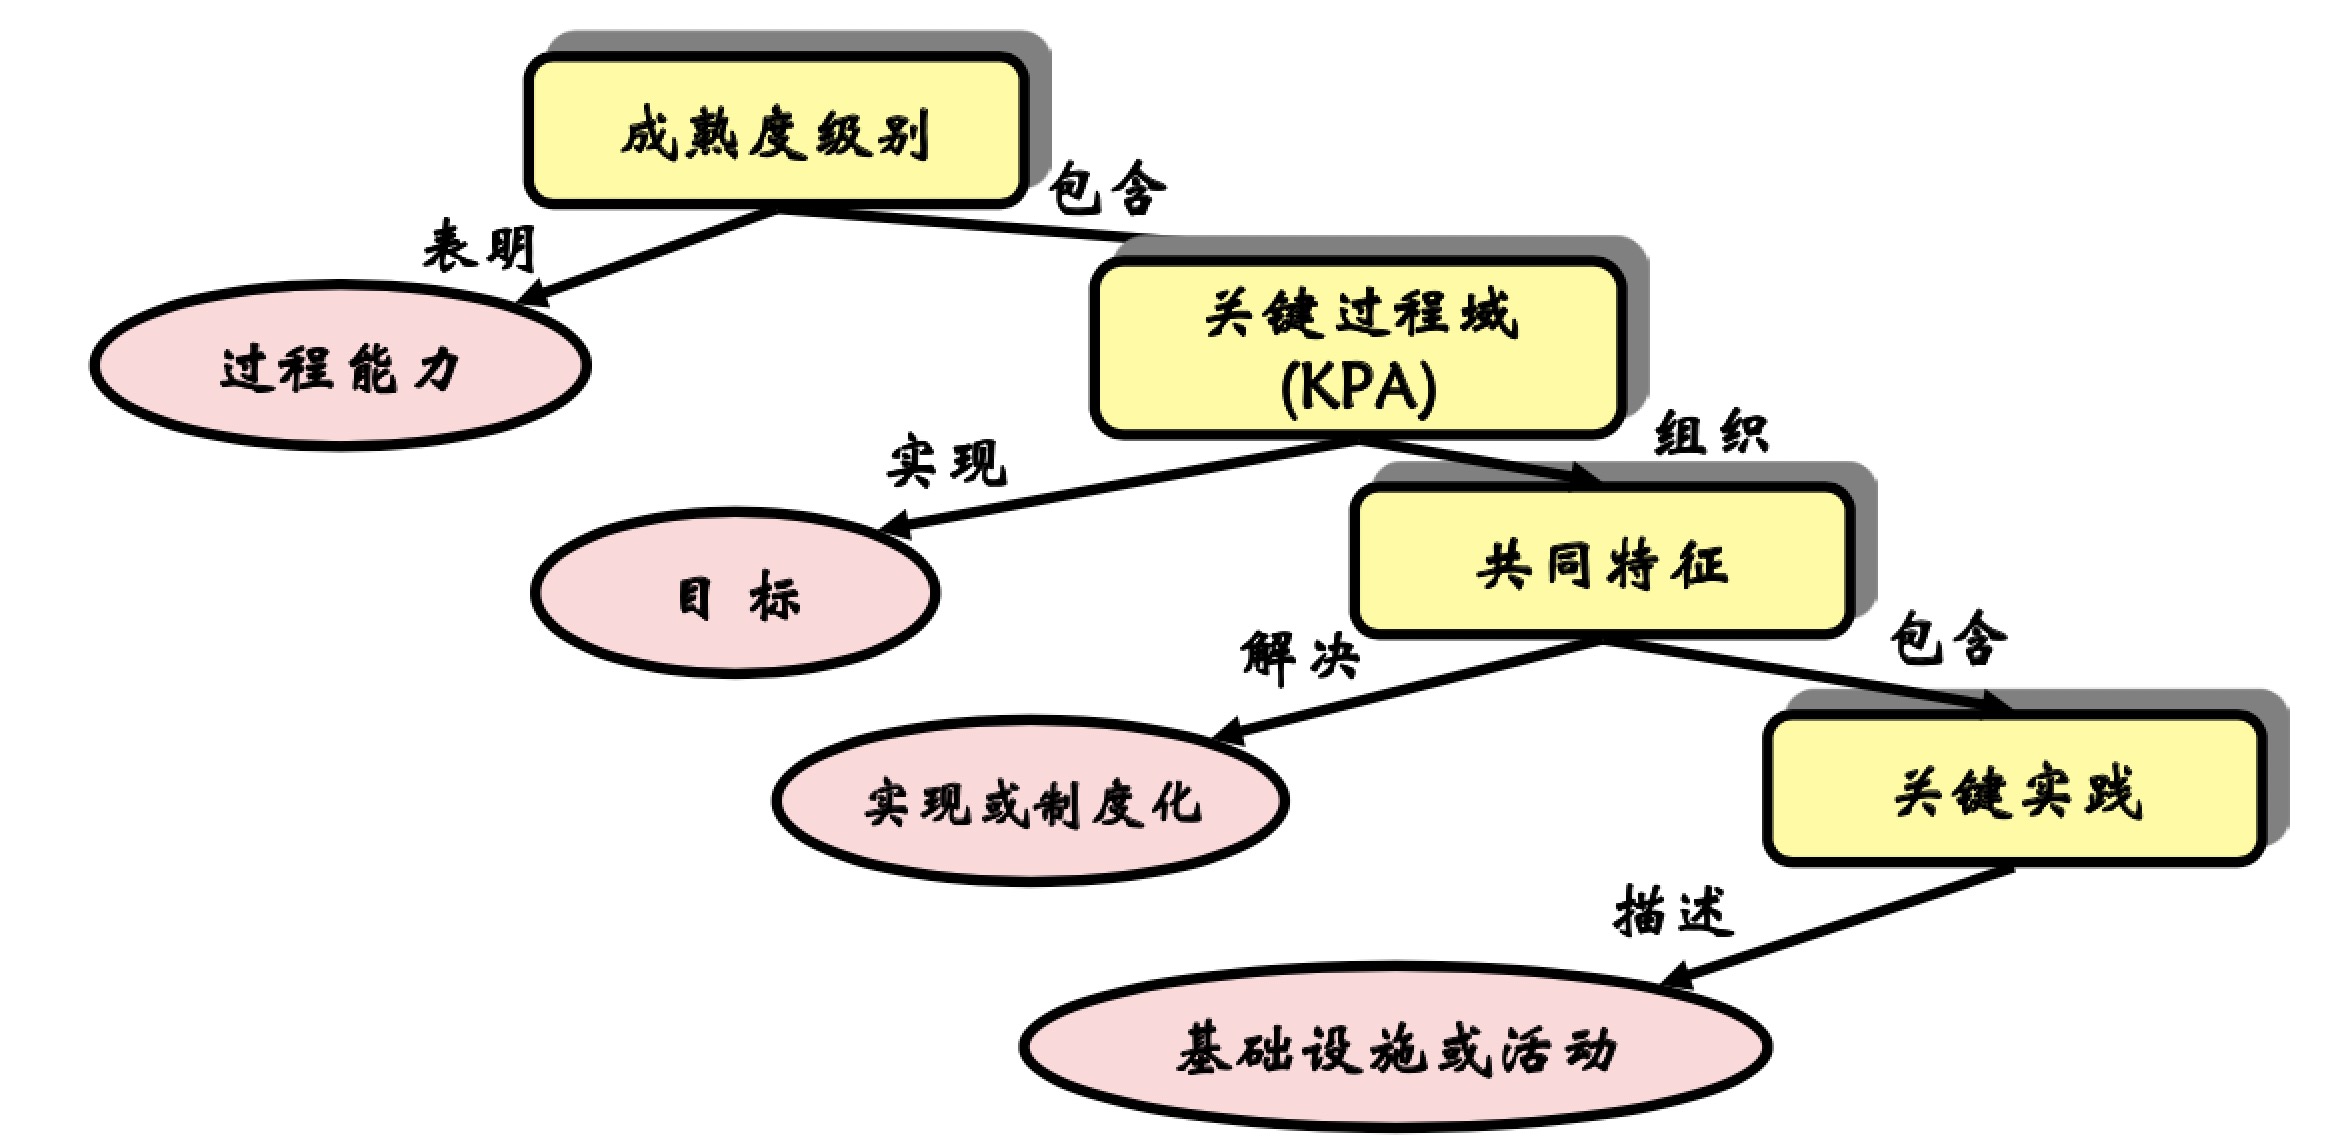 成熟度级别
包含
表明
关键过程域
(KPA)
过程能力
组织
实现
共同特征
目 标
包含
解决
关键实践
实现或制度化
描述
基础设施或活动